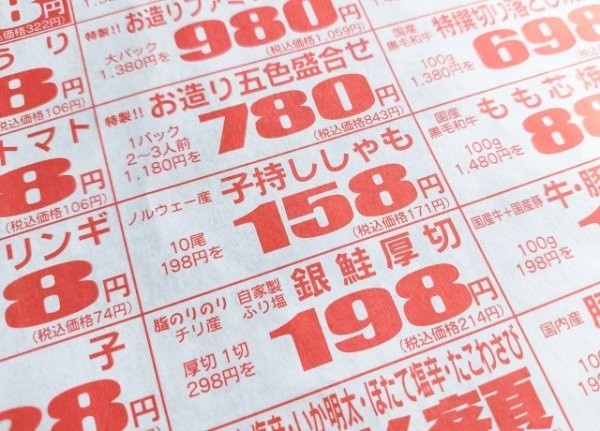 8円
(税込価格322円)
うり
8円
(税込価格106円)
トマト
8円
(税込価格106円)
リンギ
8円
(税込価格74円)
子
円
特製!!
お造りファミ
大パック
1,380円を
980円
(税込価格1,059円)
特製!!
お造り五色盛合せ
1パック
2〜3人前
1,180円を
780円
(税込価格843円)
ノルウェー産
子持ししゃも
10尾
198円を
158円
(税込価格171円)
脂のりのり
チリ産
自家製
ふり塩
銀鮭厚切
厚切 1切
298円を
198円
(税込価格214円)
塩辛・いか明太・ほたて塩辛・たこわさび
額
国産
黒毛和牛
特撰切り落とし
100g
1,380円を
698
国産
黒毛和牛
もも芯焼
100g
1,480円を
88
国産牛+国産豚
牛・豚
100g
198円を
国内産
豚
100g